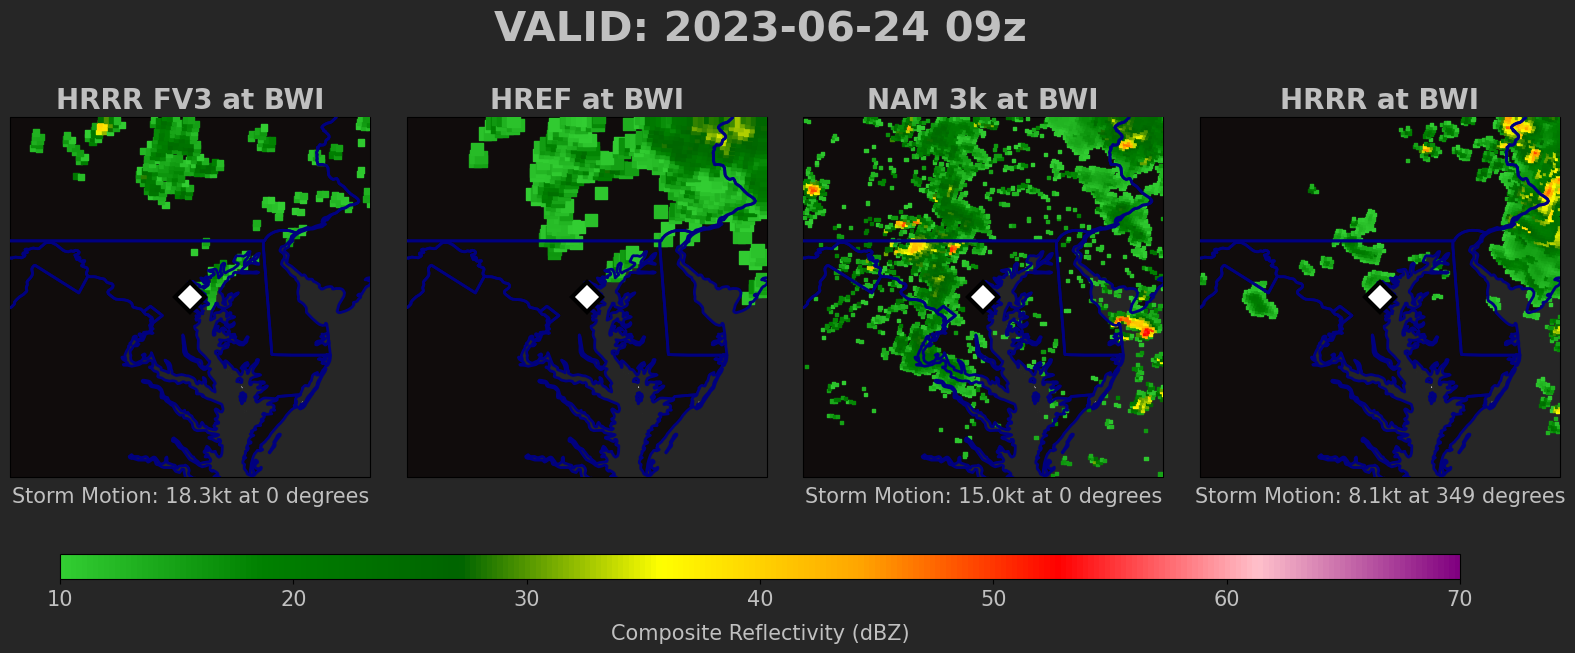 VALID: 2023-06-24 09z
HRRR FV3 at BWI
HREF at BWI
NAM 3k at BWI
HRRR at BWI
Storm Motion: 18.3kt at 0 degrees
Storm Motion: 15.0kt at 0 degrees
Storm Motion: 8.1kt at 349 degrees
10 20 30 40 50 60 70
Composite Reflectivity (dBZ)